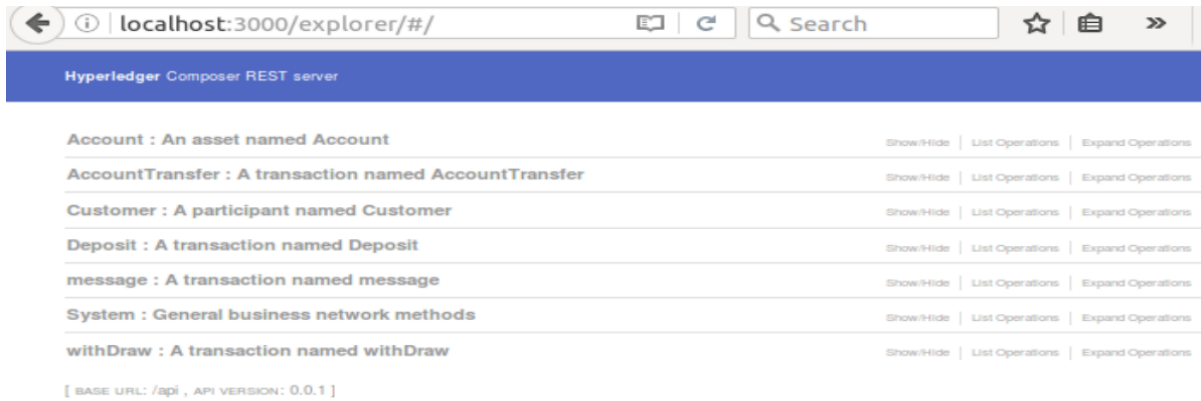 localhost:3000/explorer/#/ Search
Hyperledger Composer REST server
Account : An asset named Account Show/Hide | List Operations | Expand Operations
AccountTransfer : A transaction named AccountTransfer Show/Hide | List Operations | Expand Operations
Customer : A participant named Customer Show/Hide | List Operations | Expand Operations
Deposit : A transaction named Deposit Show/Hide | List Operations | Expand Operations
message : A transaction named message Show/Hide | List Operations | Expand Operations
System : General business network methods Show/Hide | List Operations | Expand Operations
withDraw : A transaction named withDraw Show/Hide | List Operations | Expand Operations
[ BASE URL: /api , API VERSION: 0.0.1 ]